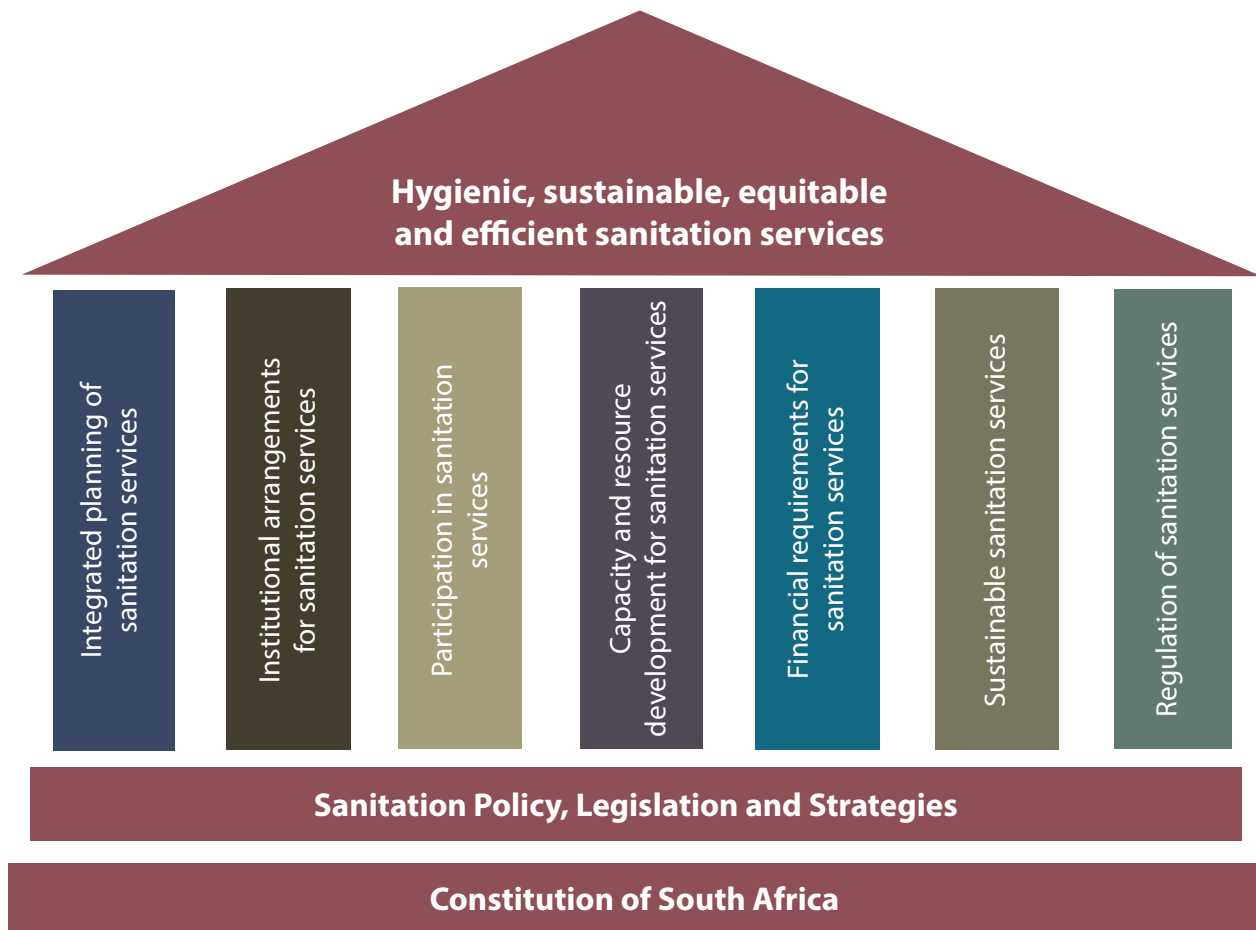 Hygienic, sustainable, equitable
and efficient sanitation services
Integrated planning of
sanitation services
Institutional arrangements
for sanitation services
Participation in sanitation
services
Capacity and resource
development for sanitation services
Financial requirements for
sanitation services
Sustainable sanitation services
Regulation of sanitation services
Sanitation Policy, Legislation and Strategies
Constitution of South Africa